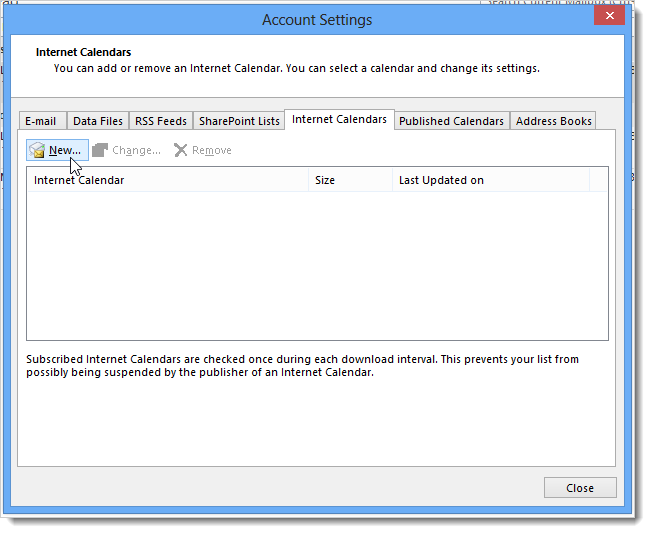 Account Settings
Internet Calendars
You can add or remove an Internet Calendar. You can select a calendar and change its settings.
E-mail Data Files RSS Feeds SharePoint Lists Internet Calendars Published Calendars Address Books
New... Change... Remove
Internet Calendar Size Last Updated on
Subscribed Internet Calendars are checked once during each download interval. This prevents your list from
possibly being suspended by the publisher of an Internet Calendar.
Close